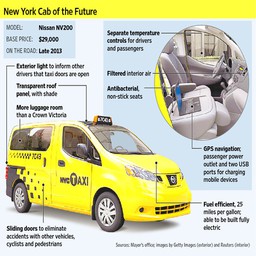 New York Cab of the Future
MODEL: Nissan NV200
BASE PRICE: $29,000
ON THE ROAD: Late 2013
Exterior light to inform other
drivers that taxi doors are open
Transparent roof
panel, with shade
More luggage room
than a Crown Victoria
Separate temperature
controls for drivers
and passengers
Filtered interior air
Antibacterial,
non-stick seats
GPS navigation;
passenger power
outlet and two USB
ports for charging
mobile devices
7C43
NYC TAXI
Fuel efficient, 25
miles per gallon;
able to be built fully
electric
Sliding doors to eliminate
accidents with other vehicles,
cyclists and pedestrians
Sources: Mayor's office; Images by Getty Images (exterior) and Reuters (interior)